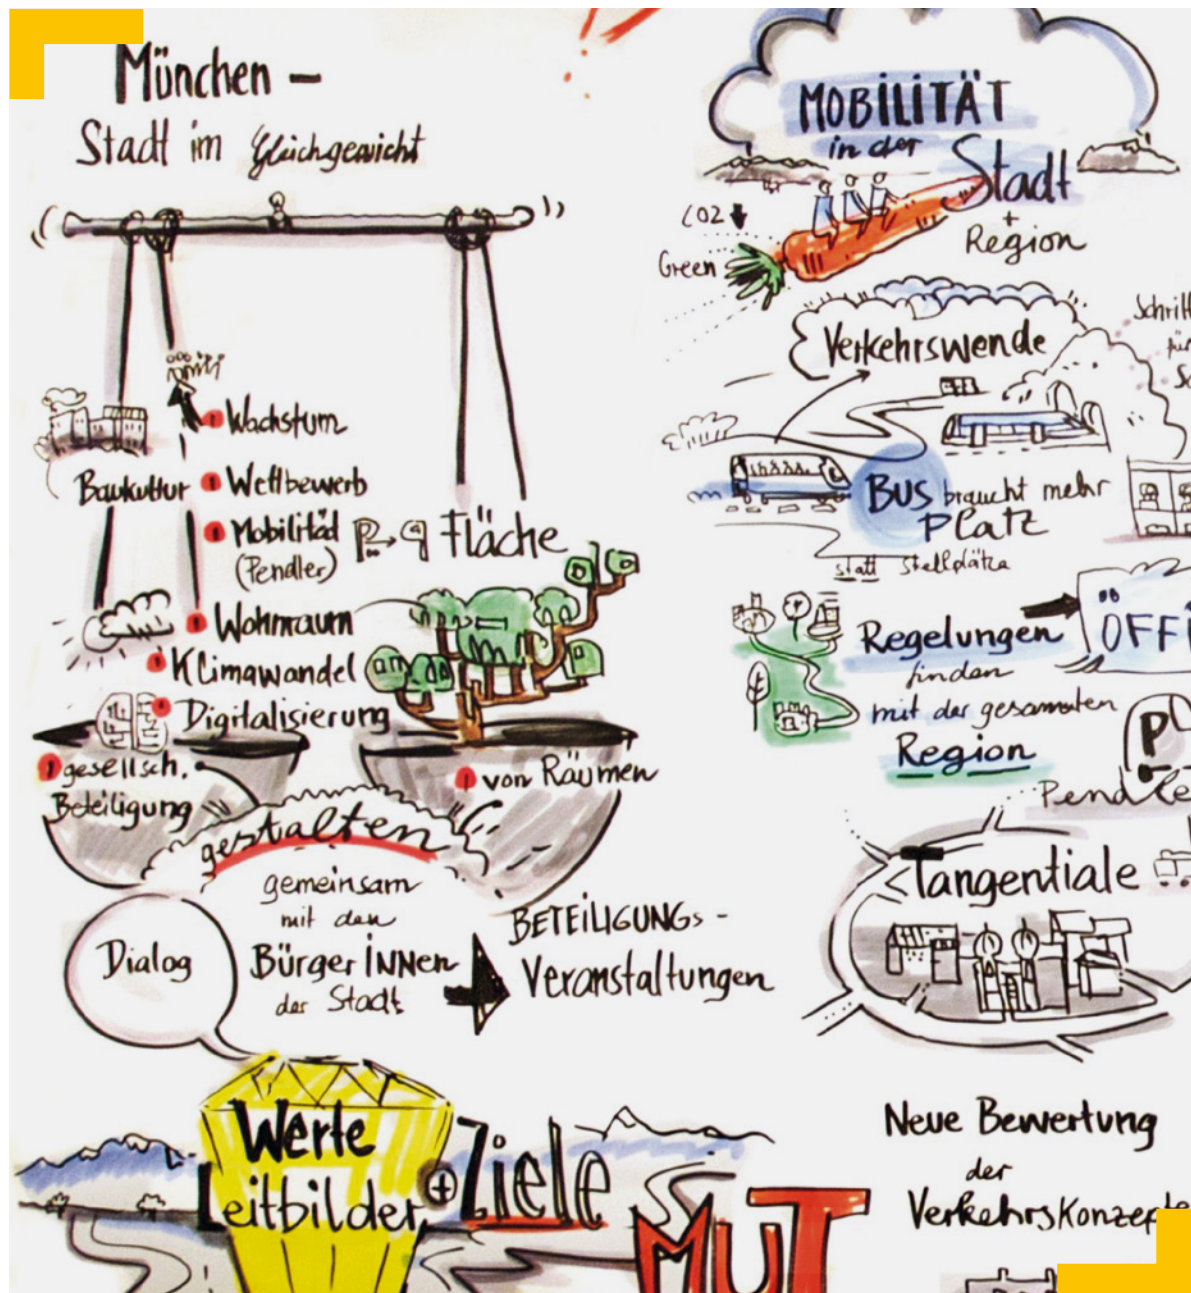 München –
Stadt im Gleichgewicht
Wachstum
Baukultur
Wettbewerb
Mobilität
(Pendler)
Fläche
Wohnraum
Klimawandel
Digitalisierung
gesellsch.
Beteiligung
von Räumen
gestalten
gemeinsam
mit den
BürgerINNen
der Stadt
Dialog
BETEILIGUNGs-
Veranstaltungen
Werte
Leitbilder
+
Ziele
MUT
MOBILITÄT
in der
Stadt
+
Region
CO2
Green
Verkehrswende
BUS braucht mehr
Platz
statt Stellplätze
Regelungen
finden
mit der gesamten
Region
ÖFF
P
Tangentiale
Neue Bewertung
der